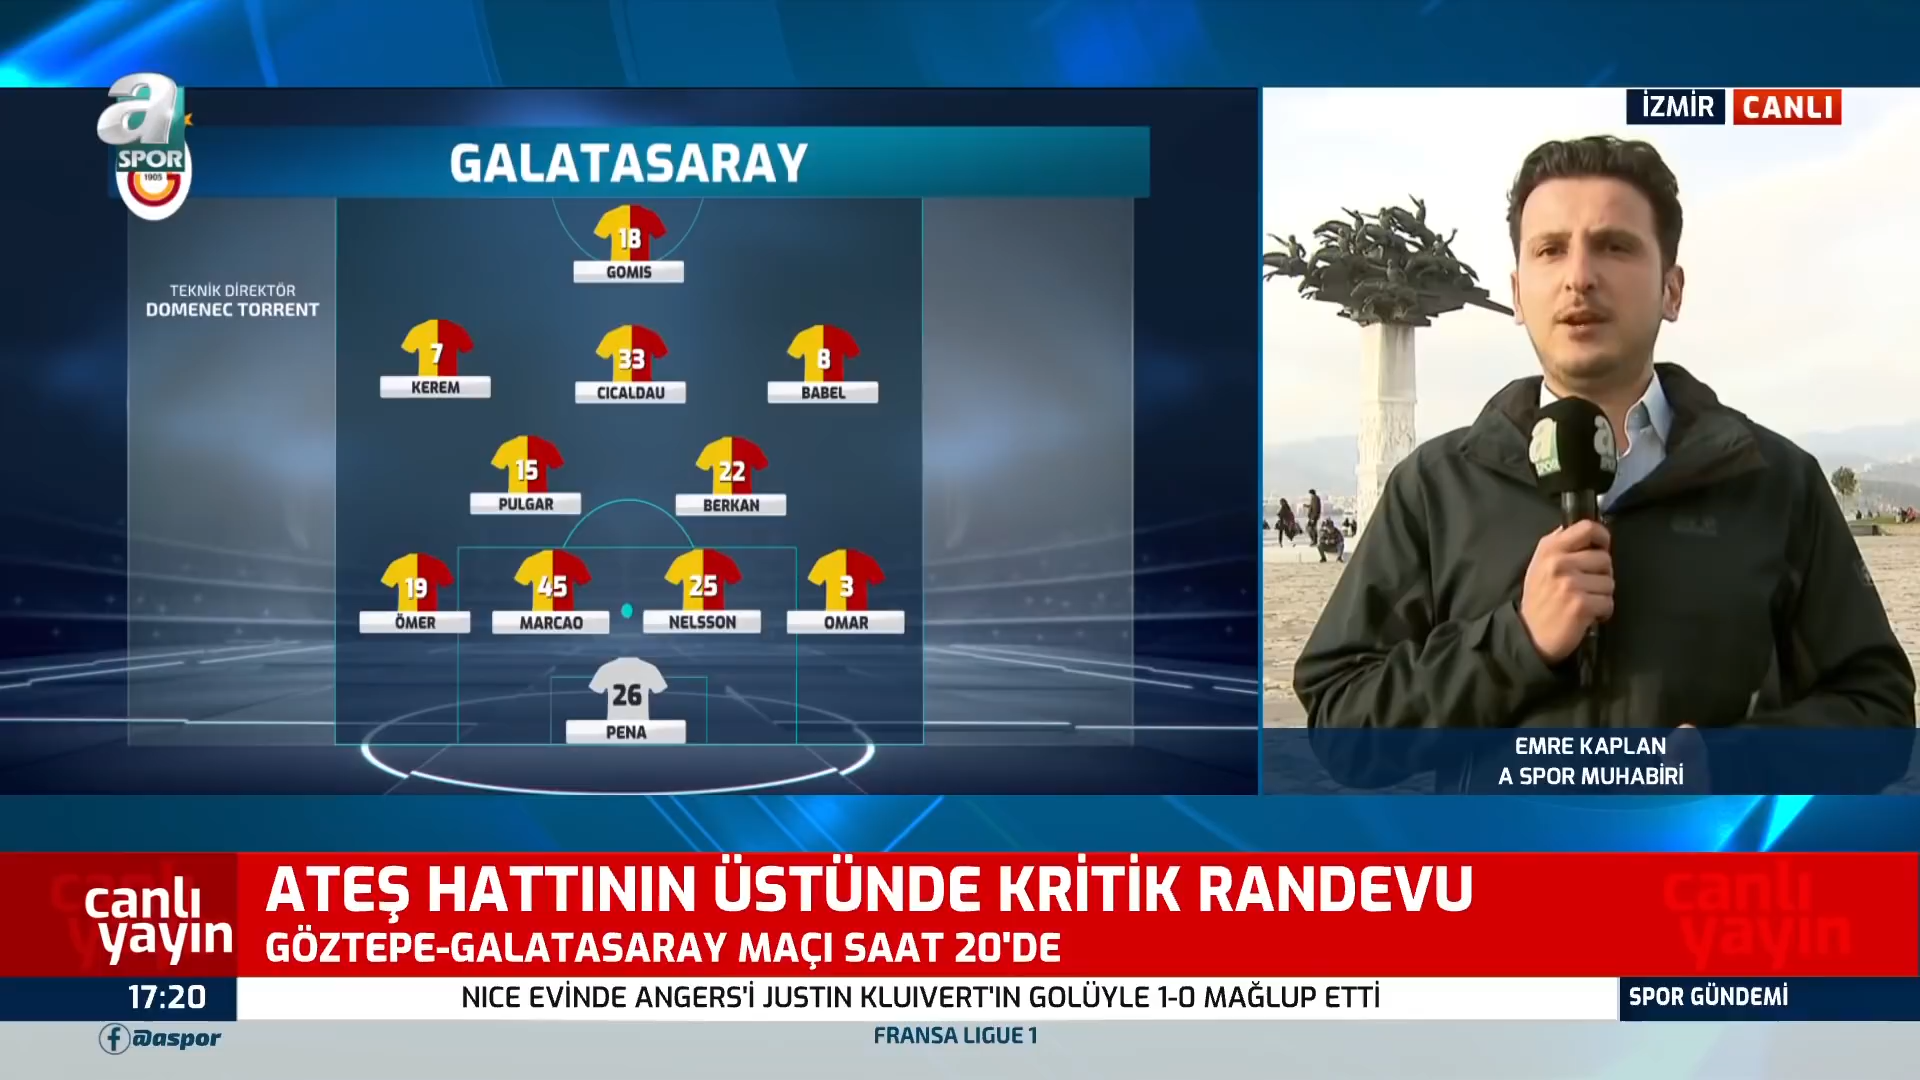 a
SPOR
1905
GALATASARAY
TEKNİK DİREKTÖR
DOMENEC TORRENT
18
GOMIS
7
KEREM
33
CICALDAU
8
BABEL
15
PULGAR
22
BERKAN
19
ÖMER
45
MARCAO
25
NELSSON
3
OMAR
26
PENA
İZMİR CANLI
a
SPOR
EMRE KAPLAN
A SPOR MUHABİRİ
canlı
yayın
ATEŞ HATTININ ÜSTÜNDE KRİTİK RANDEVU
GÖZTEPE-GALATASARAY MAÇI SAAT 20'DE
canlı
yayın
17:20
NICE EVİNDE ANGERS'İ JUSTIN KLUIVERT'IN GOLÜYLE 1-0 MAĞLUP ETTİ
SPOR GÜNDEMİ
@aspor
FRANSA LIGUE 1